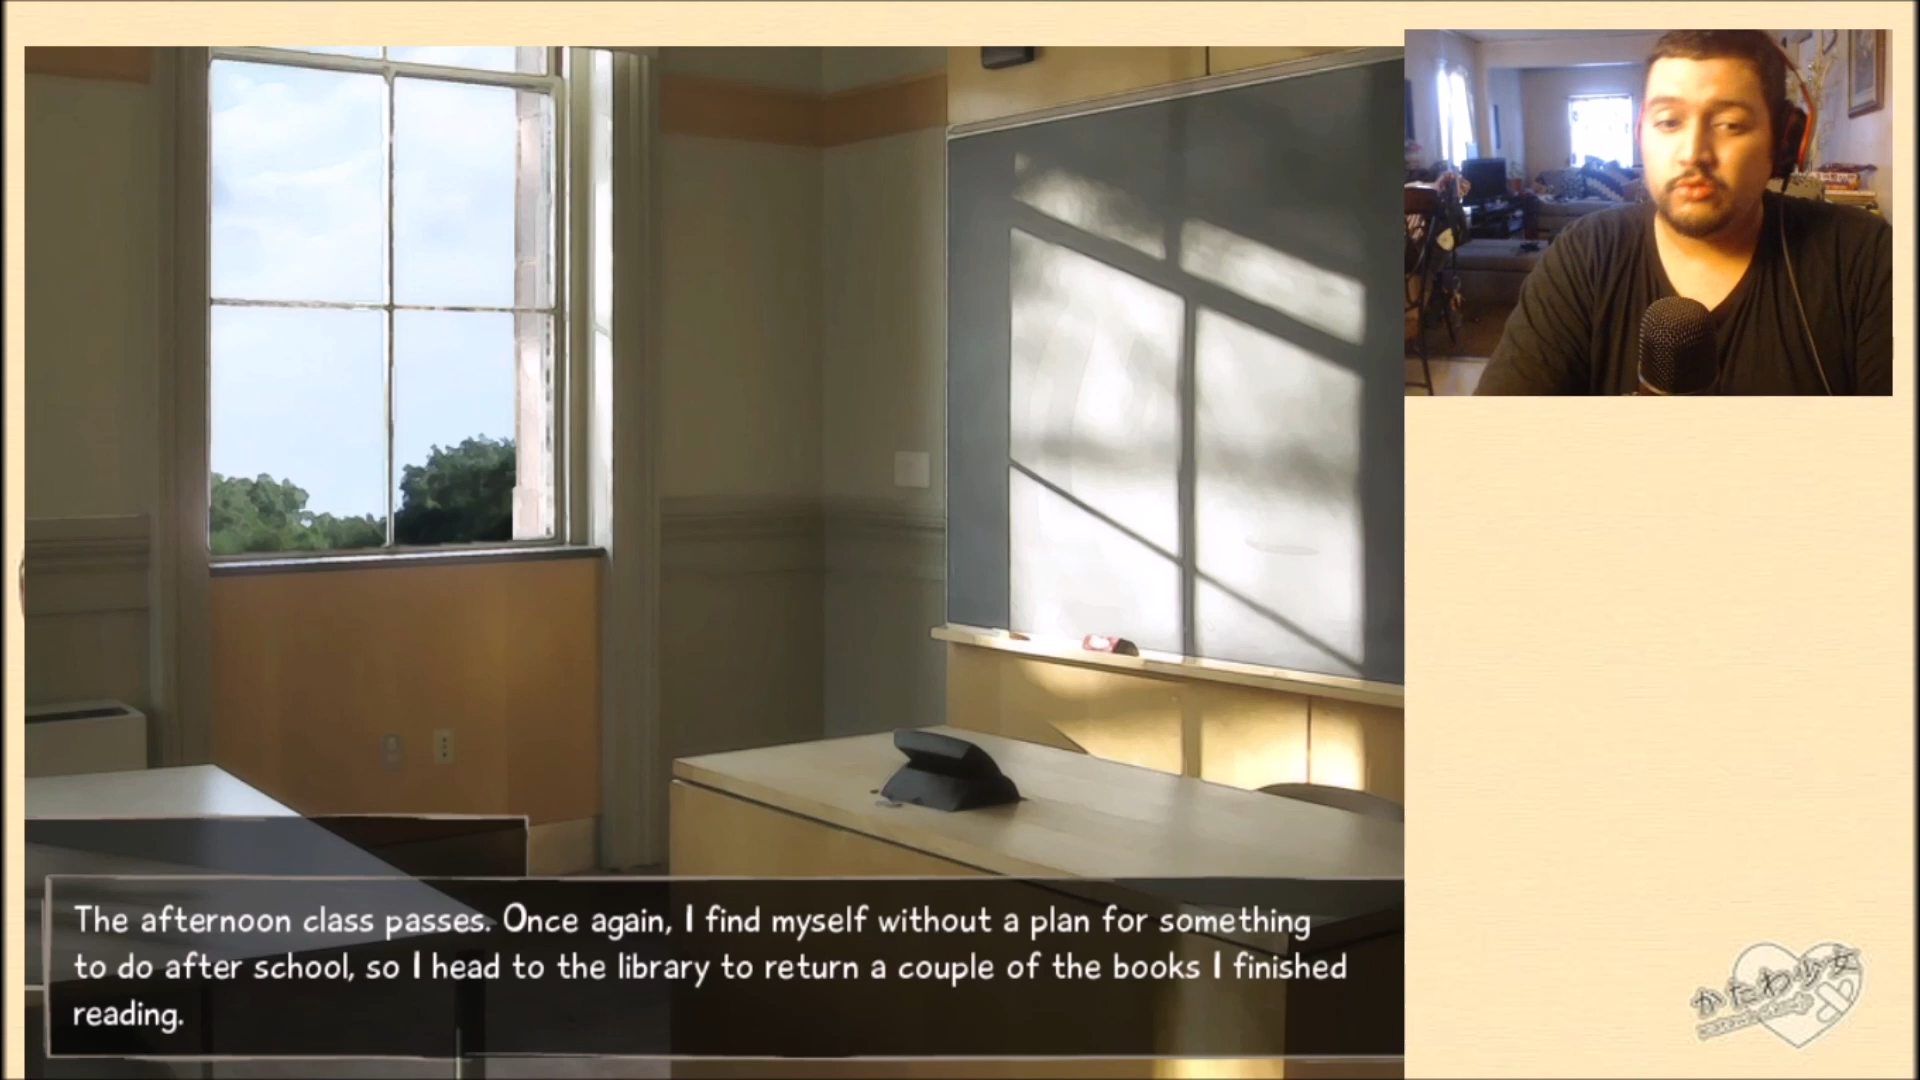 The afternoon class passes. Once again, I find myself without a plan for something
to do after school, so I head to the library to return a couple of the books I finished
reading.
かたわ少女